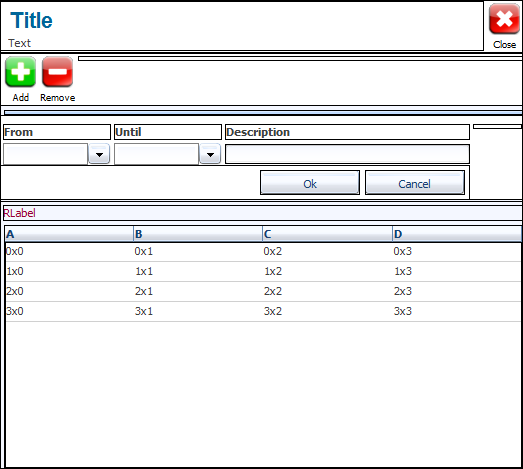 Title
Text
Close
Add Remove
From Until Description
Ok Cancel
RLabel
A B C D
0x0 0x1 0x2 0x3
1x0 1x1 1x2 1x3
2x0 2x1 2x2 2x3
3x0 3x1 3x2 3x3